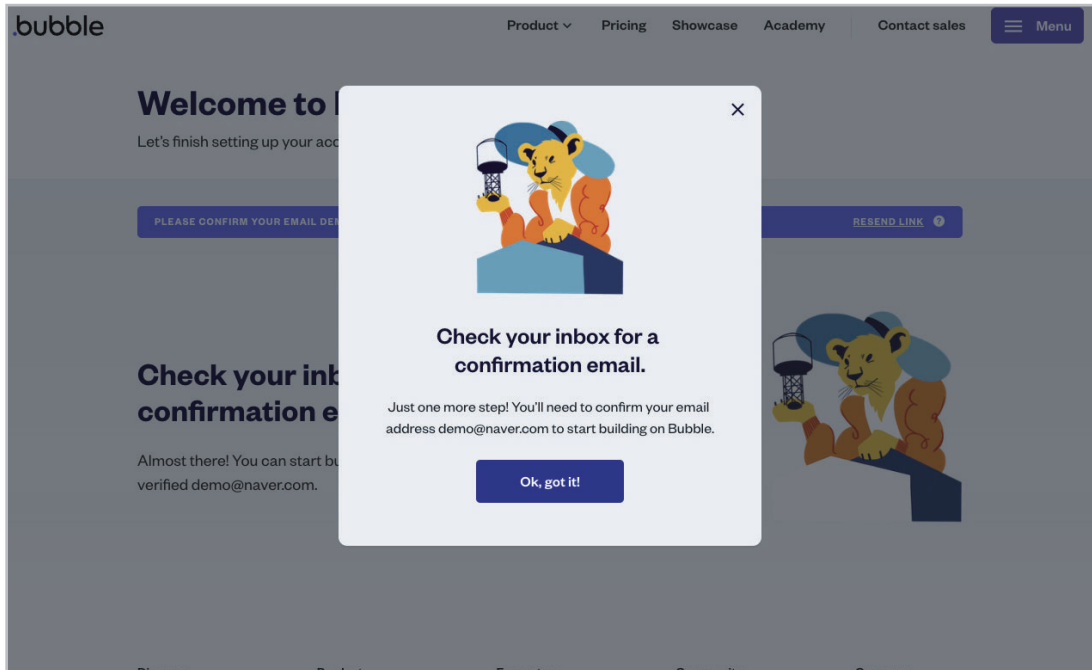 .bubble
Product
Pricing
Showcase
Academy
Contact sales
Menu
Welcome to
Let's finish setting up your acc
PLEASE CONFIRM YOUR EMAIL DEM
RESEND LINK ?
Check your inbox for a
confirmation email.
Just one more step! You'll need to confirm your email
address demo@naver.com to start building on Bubble.
Ok, got it!
Check your inb
confirmation e
Almost there! You can start bu
verified demo@naver.com.